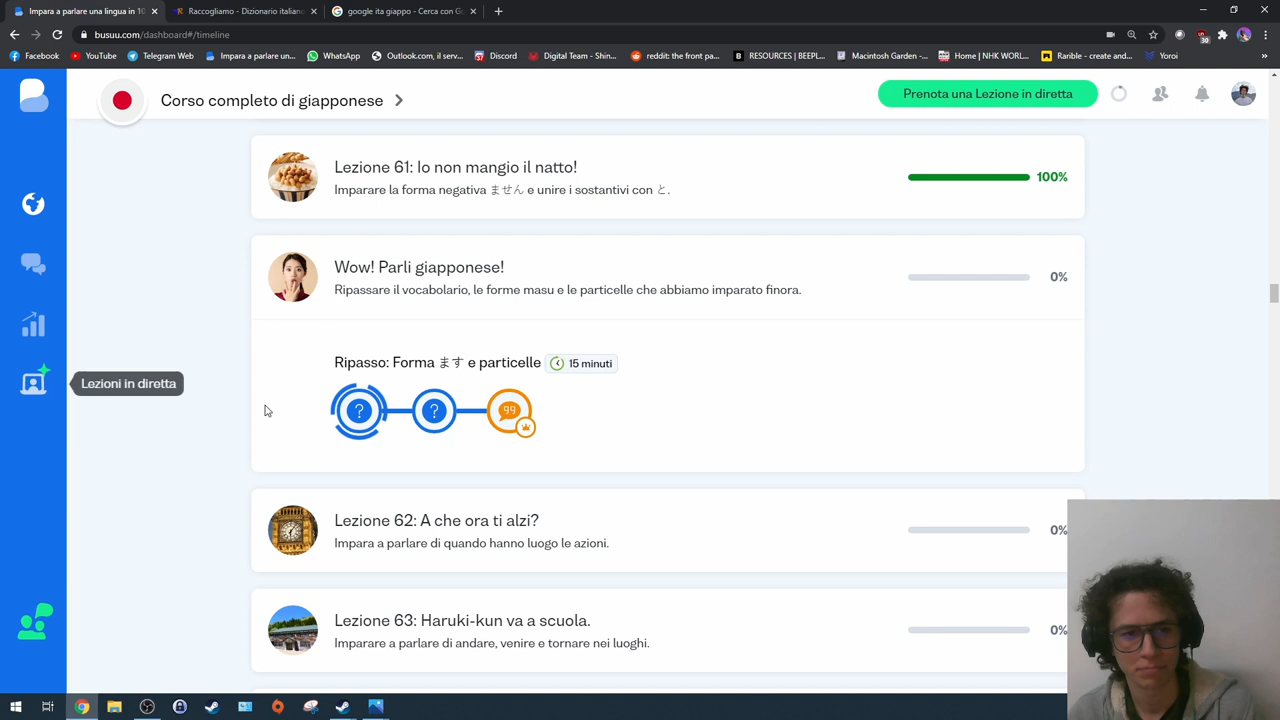 Impara a parlare una lingua in 10
Raccogliamo - Dizionario italiano
google ita giappo - Cerca con Go
busuu.com/dashboard#/timeline
30
Facebook
YouTube
Telegram Web
Impara a parlare un...
WhatsApp
Outlook.com, il serv...
Discord
Digital Team - Shin...
reddit: the front pa...
RESOURCES | BEEPL...
Macintosh Garden -...
Home | NHK WORL...
Rarible - create and...
Yoroi
»
Corso completo di giapponese
Prenota una Lezione in diretta
Lezione 61: Io non mangio il natto!
Imparare la forma negativa ません e unire i sostantivi con と.
100%
Wow! Parli giapponese!
Ripassare il vocabolario, le forme masu e le particelle che abbiamo imparato finora.
0%
Ripasso: Forma ます e particelle
15 minuti
Lezioni in diretta
? ? 99
Lezione 62: A che ora ti alzi?
Impara a parlare di quando hanno luogo le azioni.
0%
Lezione 63: Haruki-kun va a scuola.
Imparare a parlare di andare, venire e tornare nei luoghi.
0%